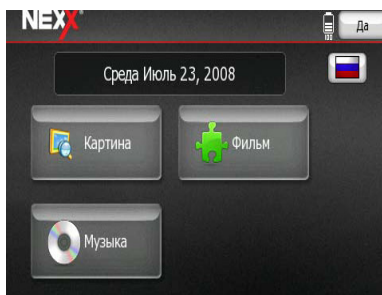 NEXX
Да
Среда Июль 23, 2008
Картина
Фильм
Музыка